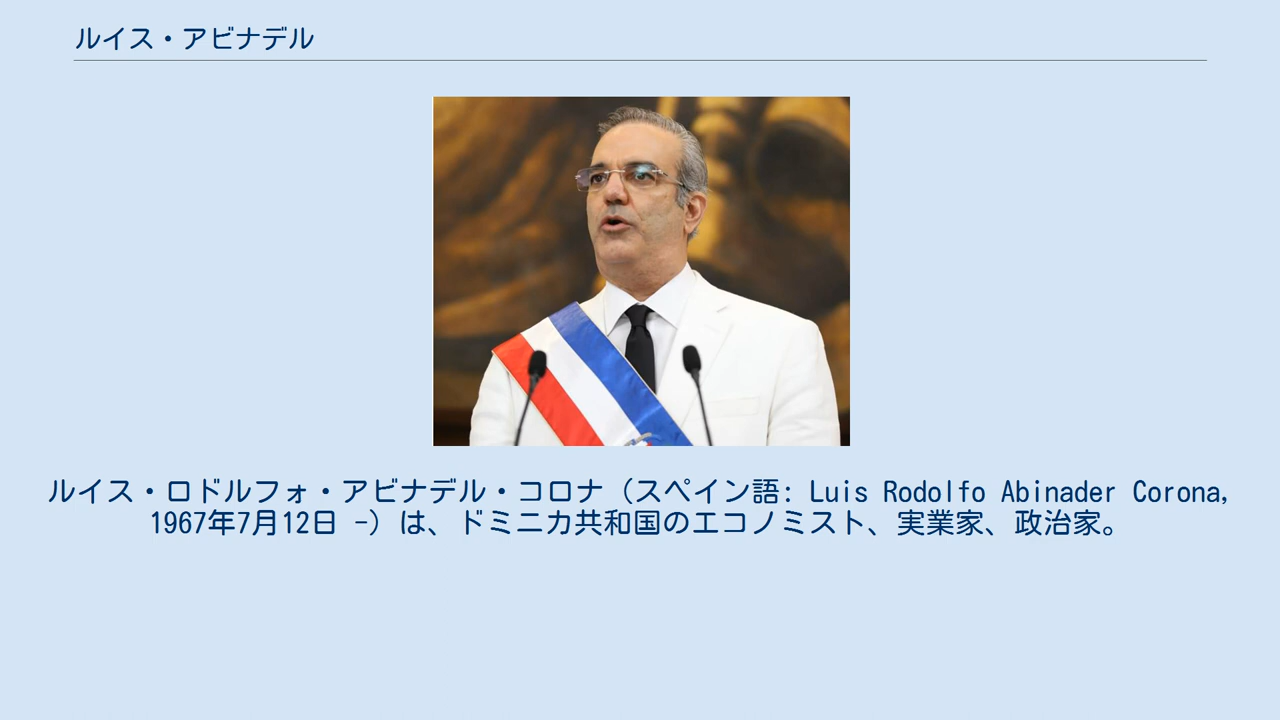 ルイス・アビナデル
ルイス・ロドルフォ・アビナデル・コロナ（スペイン語: Luis Rodolfo Abinader Corona,
1967年7月12日 -）は、ドミニカ共和国のエコノミスト、実業家、政治家。